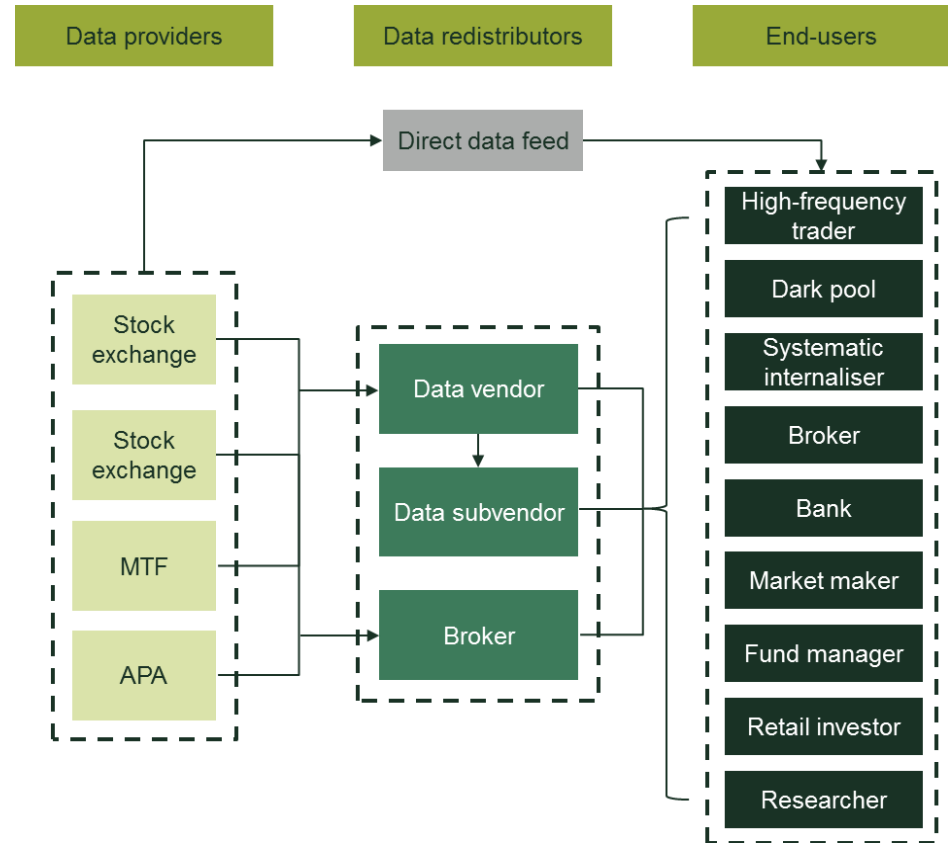 Data providers
Data redistributors
End-users
Direct data feed
Stock
exchange
Stock
exchange
MTF
APA
Data vendor
Data subvendor
Broker
High-frequency
trader
Dark pool
Systematic
internaliser
Broker
Bank
Market maker
Fund manager
Retail investor
Researcher